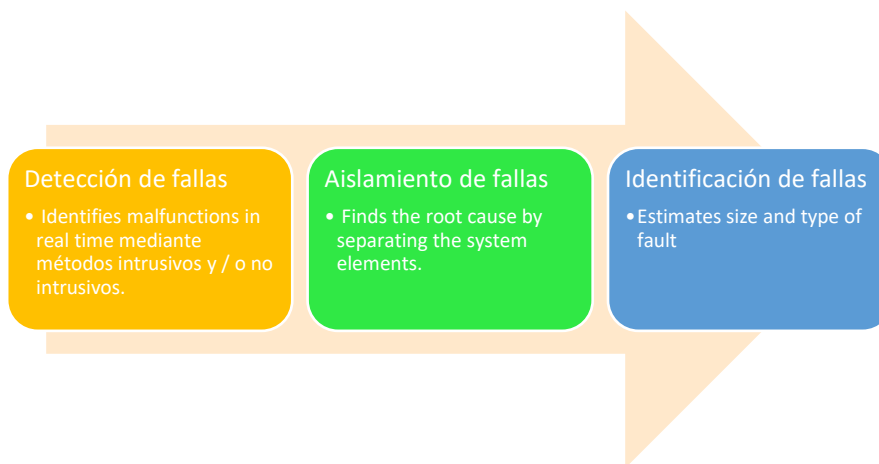 Detección de fallas
• Identifies malfunctions in
real time mediante
métodos intrusivos y / o no
intrusivos.
Aislamiento de fallas
• Finds the root cause by
separating the system
elements.
Identificación de fallas
• Estimates size and type of
fault